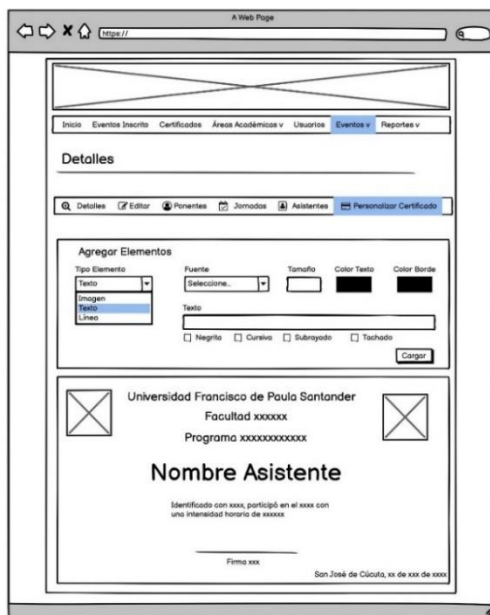 A Web Page
https://
Inicio Eventos Inscrito Certificados Áreas Académicas v Usuarios Eventos v Reportes v
Detalles
Detalles Editar Ponentes Jornadas Asistentes Personalizar Certificado
Agregar Elementos
Tipo Elemento Fuente Tamaño Color Texto Color Borde
Texto Seleccione..
Imagen
Texto
Línea
Texto
Negrita Cursiva Subrayado Tachado
Cargar
Universidad Francisco de Paula Santander
Facultad xxxxxx
Programa xxxxxxxxxxxx
Nombre Asistente
Identificado con xxxx, participó en el xxxx con
una intensidad horaria de xxxxxx
Firma xxx
San José de Cúcuta, xx de xxx de xxxx